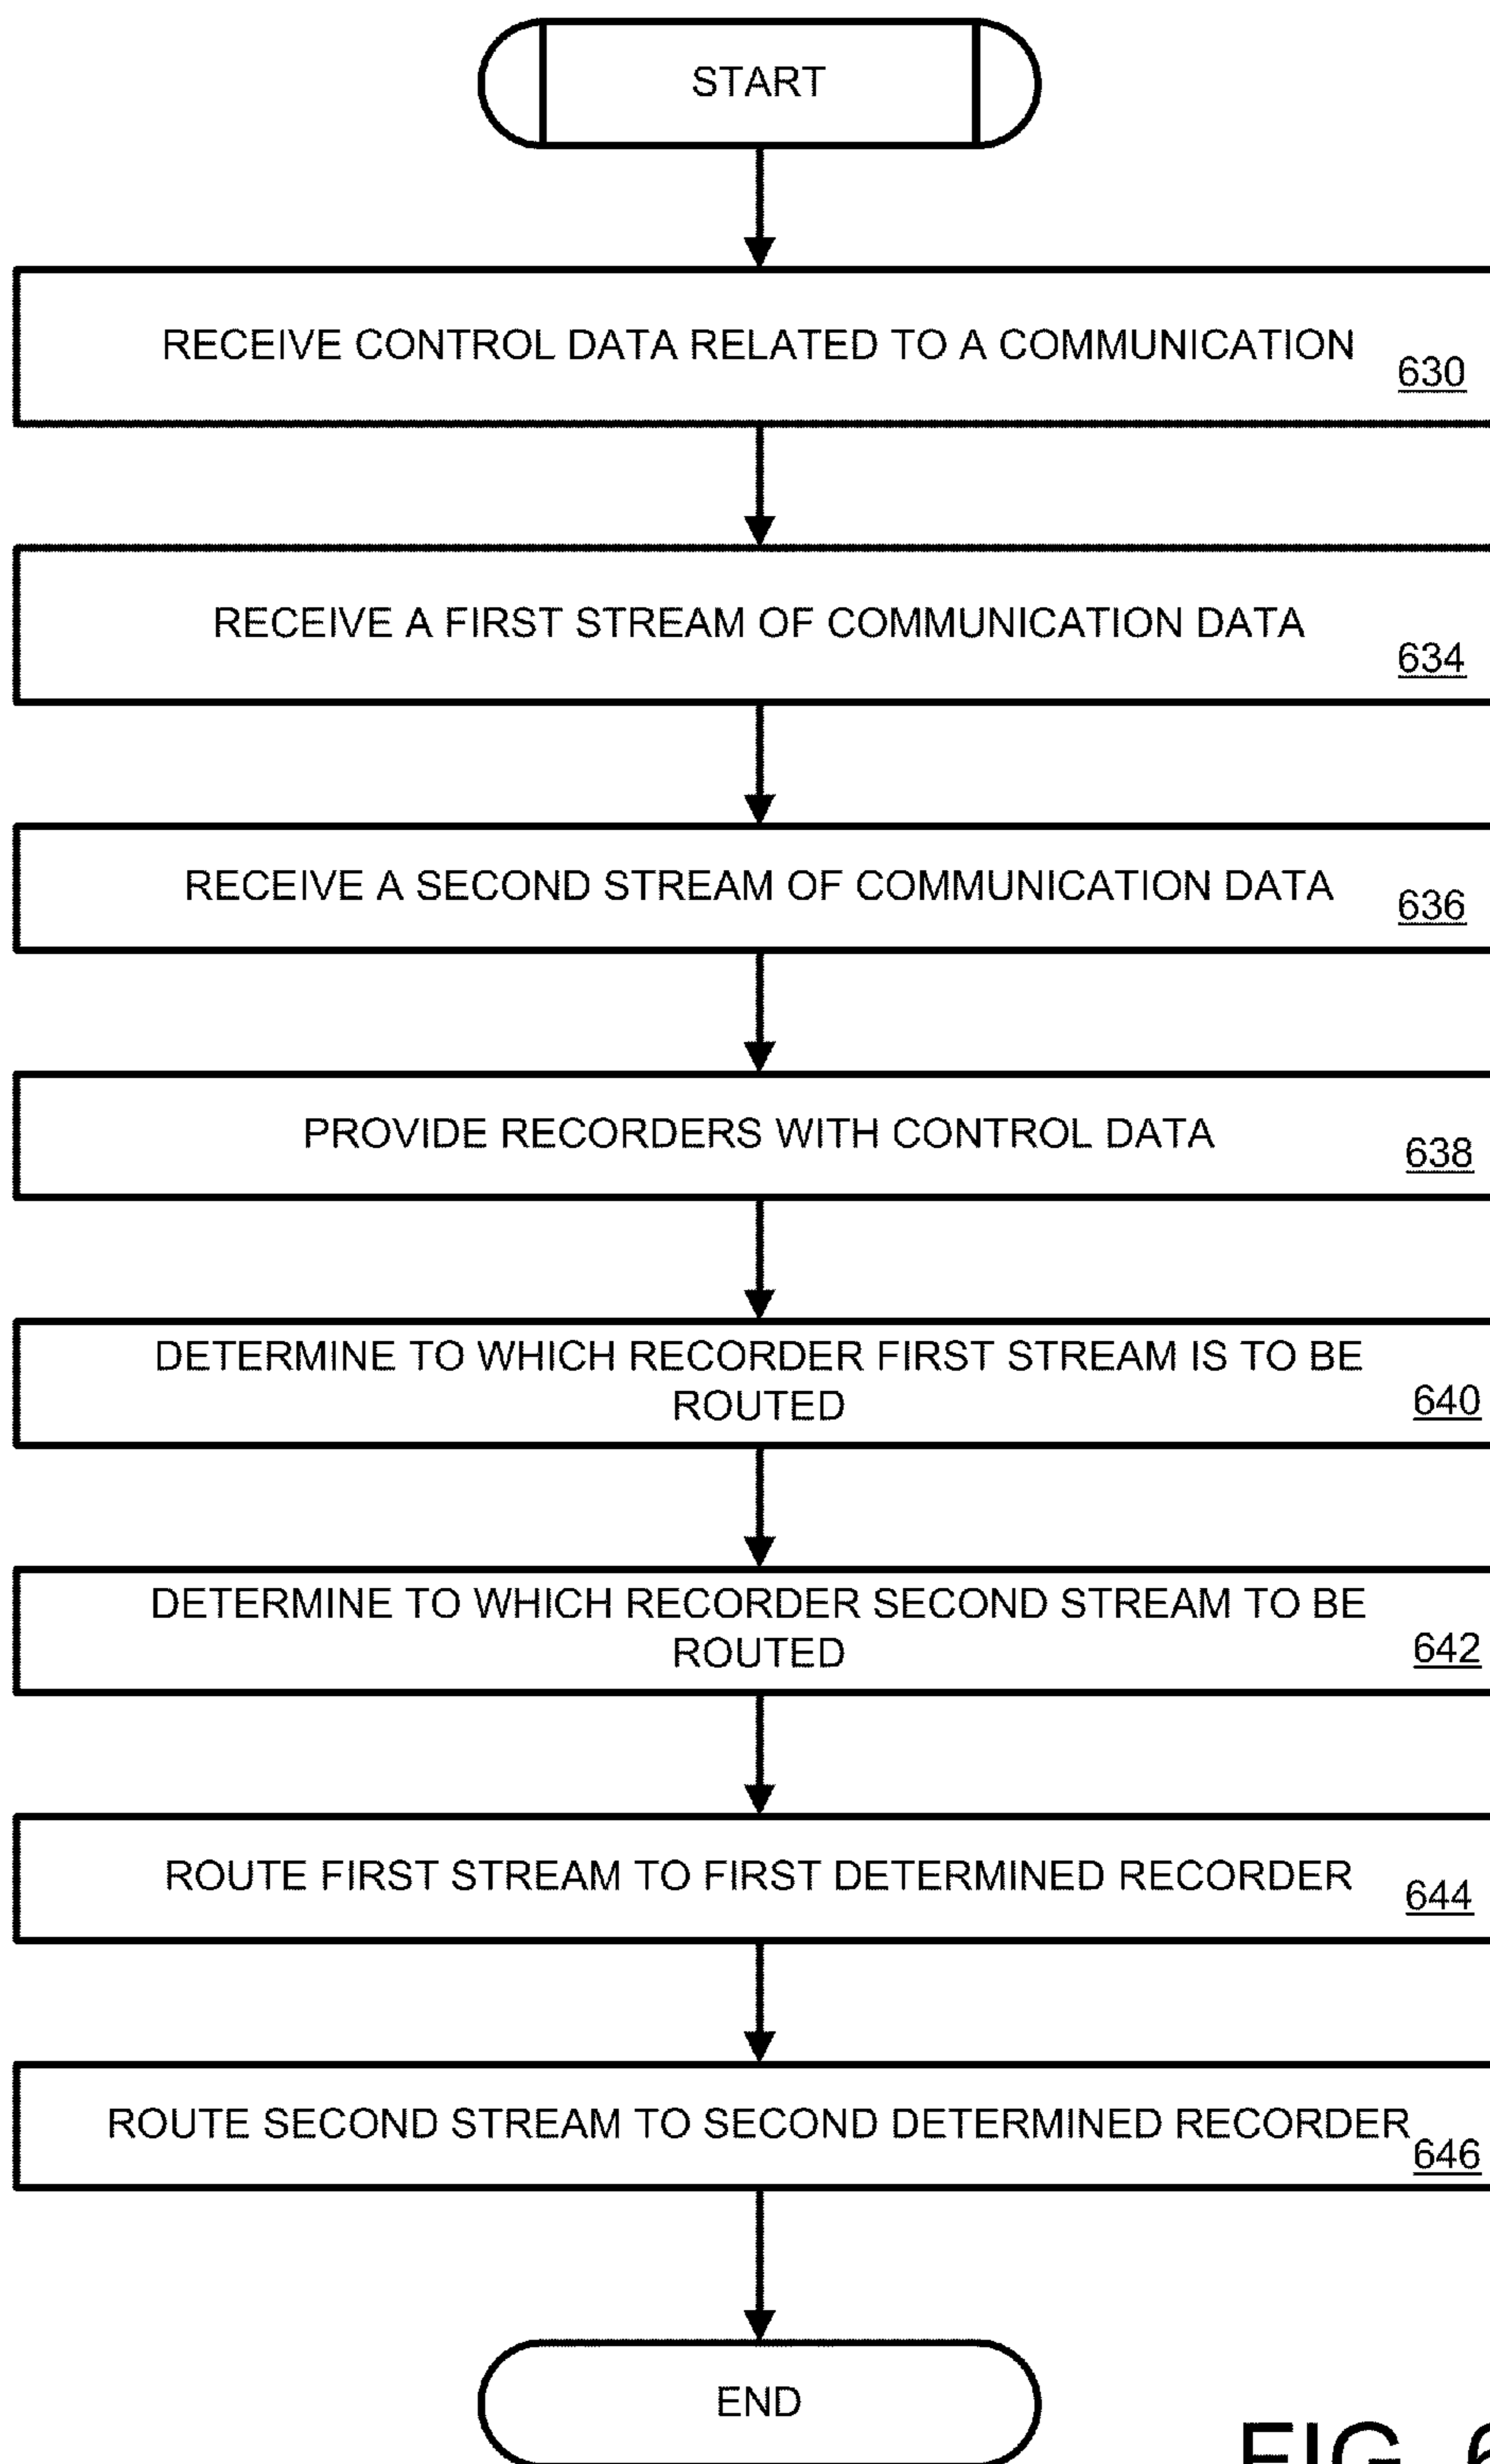 START
RECEIVE CONTROL DATA RELATED TO A COMMUNICATION
630
RECEIVE A FIRST STREAM OF COMMUNICATION DATA
634
RECEIVE A SECOND STREAM OF COMMUNICATION DATA
636
PROVIDE RECORDERS WITH CONTROL DATA
638
DETERMINE TO WHICH RECORDER FIRST STREAM IS TO BE
ROUTED
640
DETERMINE TO WHICH RECORDER SECOND STREAM TO BE
ROUTED
642
ROUTE FIRST STREAM TO FIRST DETERMINED RECORDER
644
ROUTE SECOND STREAM TO SECOND DETERMINED RECORDER
646
END
FIG. 6